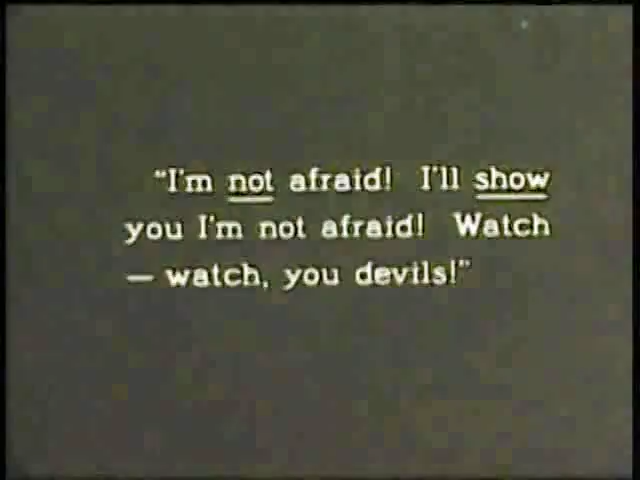 "I'm not afraid! I'll show
you I'm not afraid! Watch
— watch, you devils!"